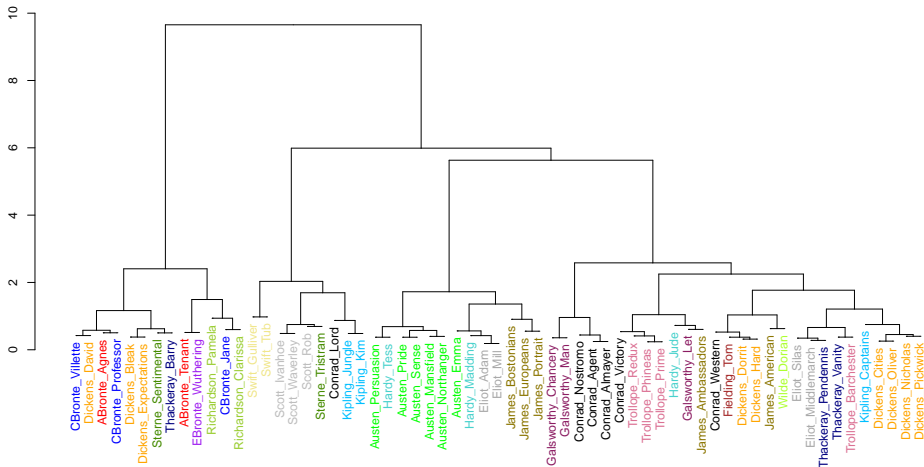 10
8
6
4
2
0
CBronte_Villette
Dickens_David
ABronte_Agnes
CBronte_Professor
Dickens_Bleak
Dickens_Expectations
Sterne_Sentimental
Thackeray_Barry
ABronte_Tenant
EBronte_Wuthering
Richardson_Pamela
CBronte_Jane
Richardson_Clarissa
Swift_Gulliver
Swift_Tub
Scott_Ivanhoe
Scott_Waverley
Scott_Rob
Sterne_Tristram
Conrad_Lord
Kipling_Jungle
Kipling_Kim
Austen_Persuasion
Hardy_Tess
Austen_Pride
Austen_Sense
Austen_Mansfield
Austen_Northanger
Austen_Emma
Hardy_Madding
Eliot_Adam
Eliot_Mill
James_Bostonians
James_Europeans
James_Portrait
Galsworthy_Chancery
Galsworthy_Man
Conrad_Nostromo
Conrad_Agent
Conrad_Almayer
Conrad_Victory
Trollope_Redux
Trollope_Phineas
Trollope_Prime
Hardy_Jude
Galsworthy_Let
James_Ambassadors
Conrad_Western
Fielding_Tom
Dickens_Dorrit
Dickens_Hard
James_American
Wilde_Dorian
Eliot_Silas
Eliot_Middlemarch
Thackeray_Pendennis
Thackeray_Vanity
Trollope_Barchester
Kipling_Captains
Dickens_Cities
Dickens_Oliver
Dickens_Nicholas
Dickens_Pickwick